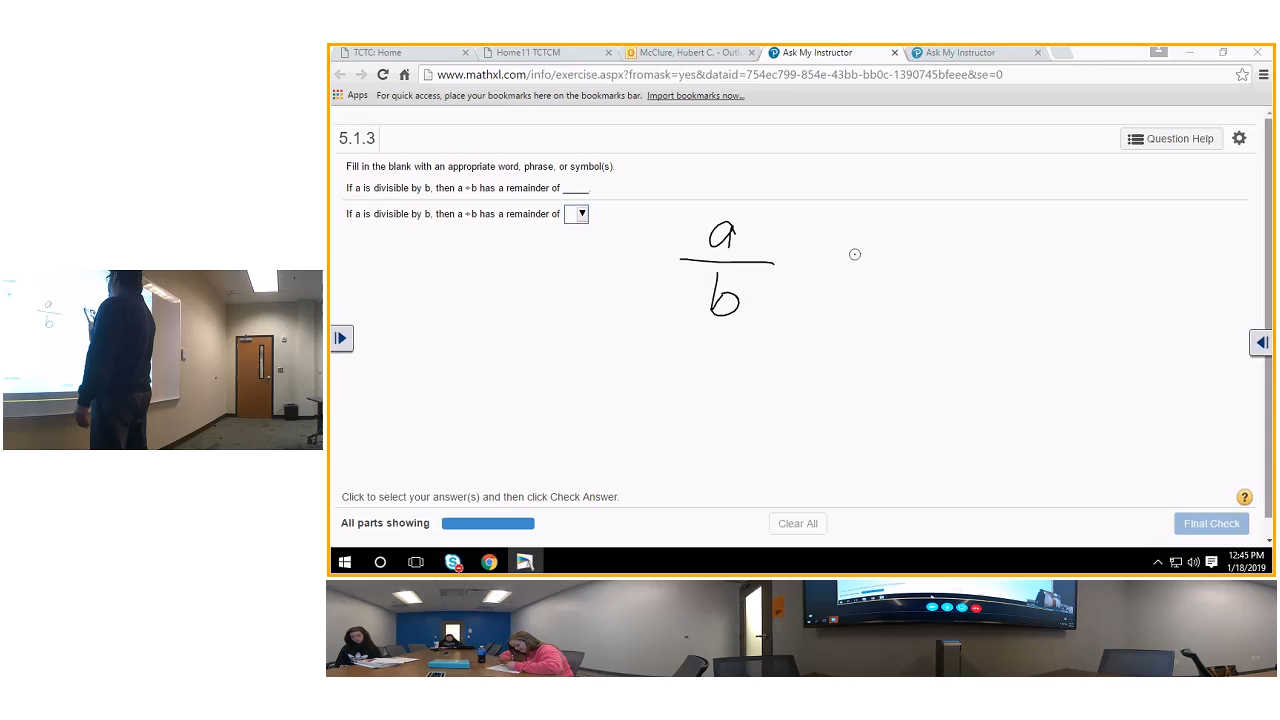 TCTC: Home
Home11 TCTCM
McClure, Hubert C. - Outl
Ask My Instructor
Ask My Instructor
www.mathxl.com/info/exercise.aspx?fromask=yes&dataid=754ec799-854e-43bb-bb0c-1390745bfeee&se=0
Apps For quick access, place your bookmarks here on the bookmarks bar. Import bookmarks now...
5.1.3
Question Help
Fill in the blank with an appropriate word, phrase, or symbol(s).
If a is divisible by b, then a ÷ b has a remainder of _____.
If a is divisible by b, then a ÷ b has a remainder of
a
b
a
b
Click to select your answer(s) and then click Check Answer.
All parts showing
Clear All
Final Check
?
12:45 PM
1/18/2019